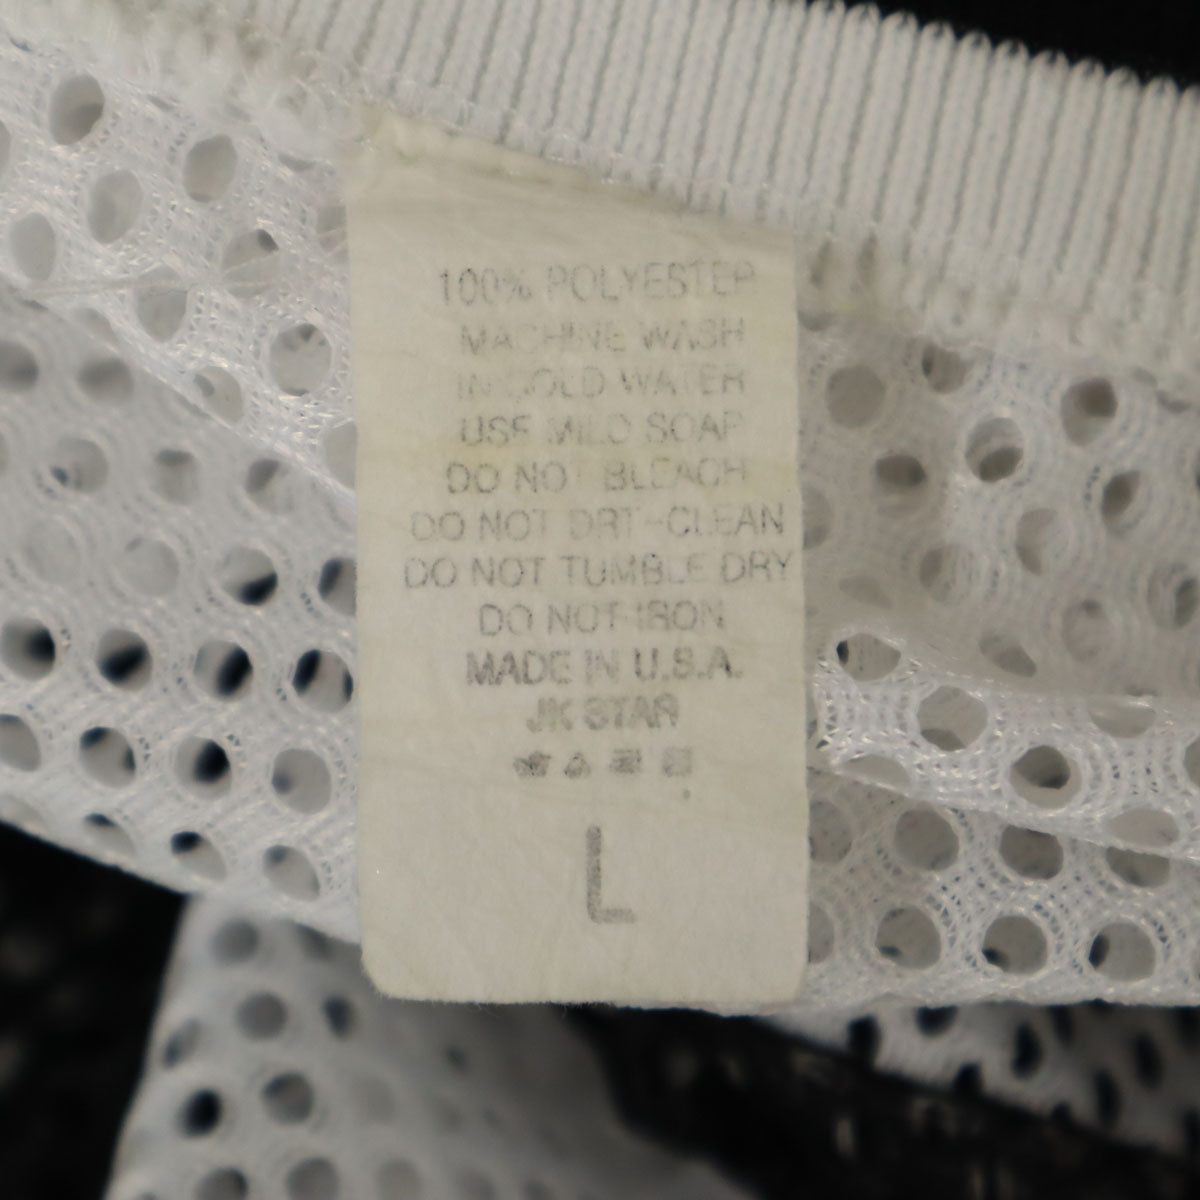 100% POLYESTER
MACHINE WASH
IN COLD WATER
USE MILD SOAP
DO NOT BLEACH
DO NOT DRT-CLEAN
DO NOT TUMBLE DRY
DO NOT IRON
MADE IN U.S.A.
JK STAR
L